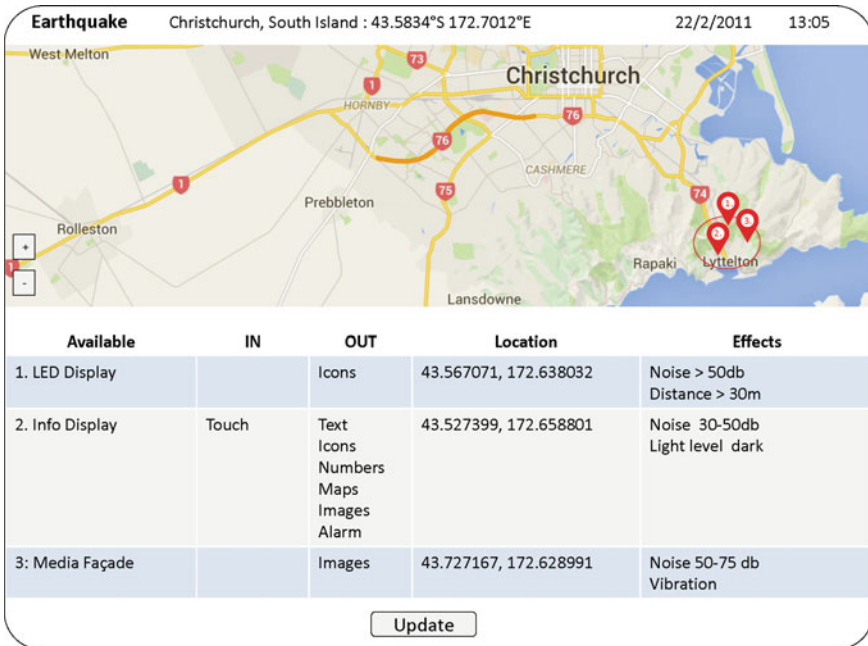 Earthquake Christchurch, South Island : 43.5834°S 172.7012°E 22/2/2011 13:05
West Melton
73
1
Christchurch
HORNBY
76
76
CASHMERE
1
75
74
Prebbleton
1.
3.
2.
Rolleston
+
1
-
Rapaki
Lyttelton
Lansdowne
Available IN OUT Location Effects
1. LED Display Icons 43.567071, 172.638032 Noise > 50db
Distance > 30m
2. Info Display Touch Text 43.527399, 172.658801 Noise 30-50db
Icons Light level dark
Numbers
Maps
Images
Alarm
3: Media Façade Images 43.727167, 172.628991 Noise 50-75 db
Vibration
Update